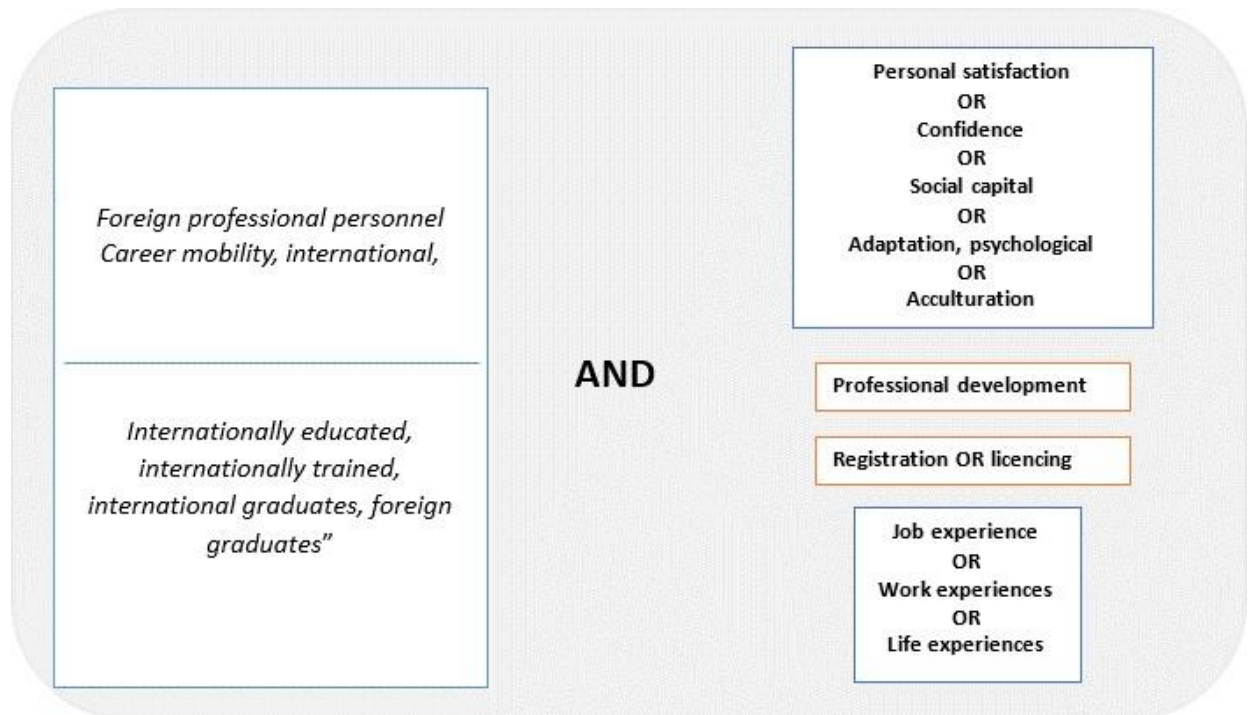 Foreign professional personnel
Career mobility, international,
Internationally educated,
internationally trained,
international graduates, foreign
graduates”
AND
Personal satisfaction
OR
Confidence
OR
Social capital
OR
Adaptation, psychological
OR
Acculturation
Professional development
Registration OR licencing
Job experience
OR
Work experiences
OR
Life experiences